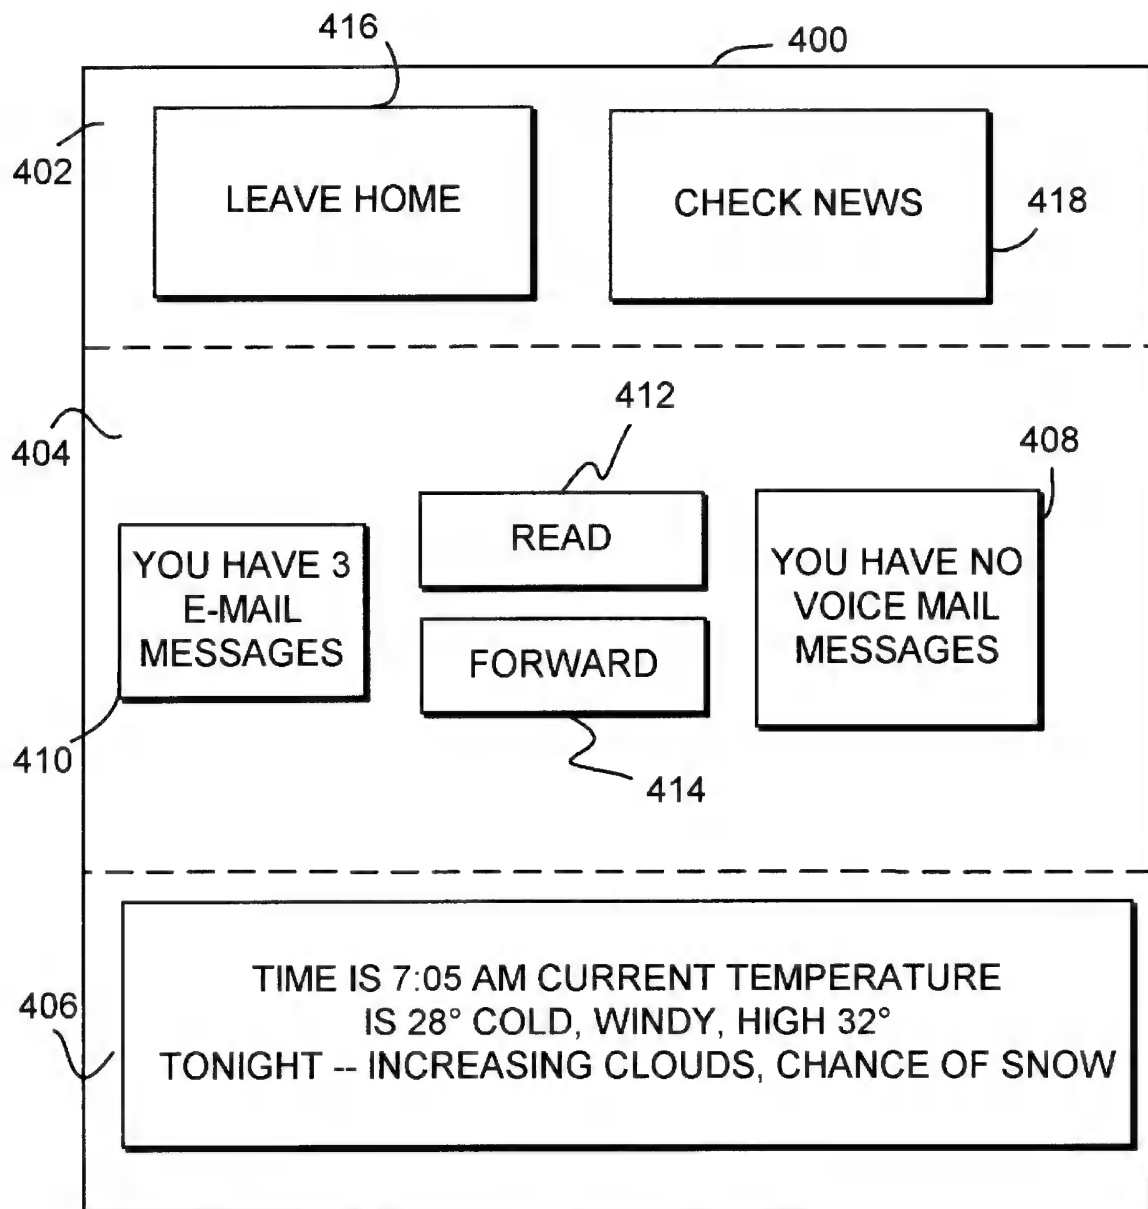 416
400
402
LEAVE HOME
CHECK NEWS
418
412
404
408
READ
YOU HAVE 3
E-MAIL
MESSAGES
YOU HAVE NO
VOICE MAIL
MESSAGES
FORWARD
410
414
TIME IS 7:05 AM CURRENT TEMPERATURE
IS 28° COLD, WINDY, HIGH 32°
406
TONIGHT -- INCREASING CLOUDS, CHANCE OF SNOW